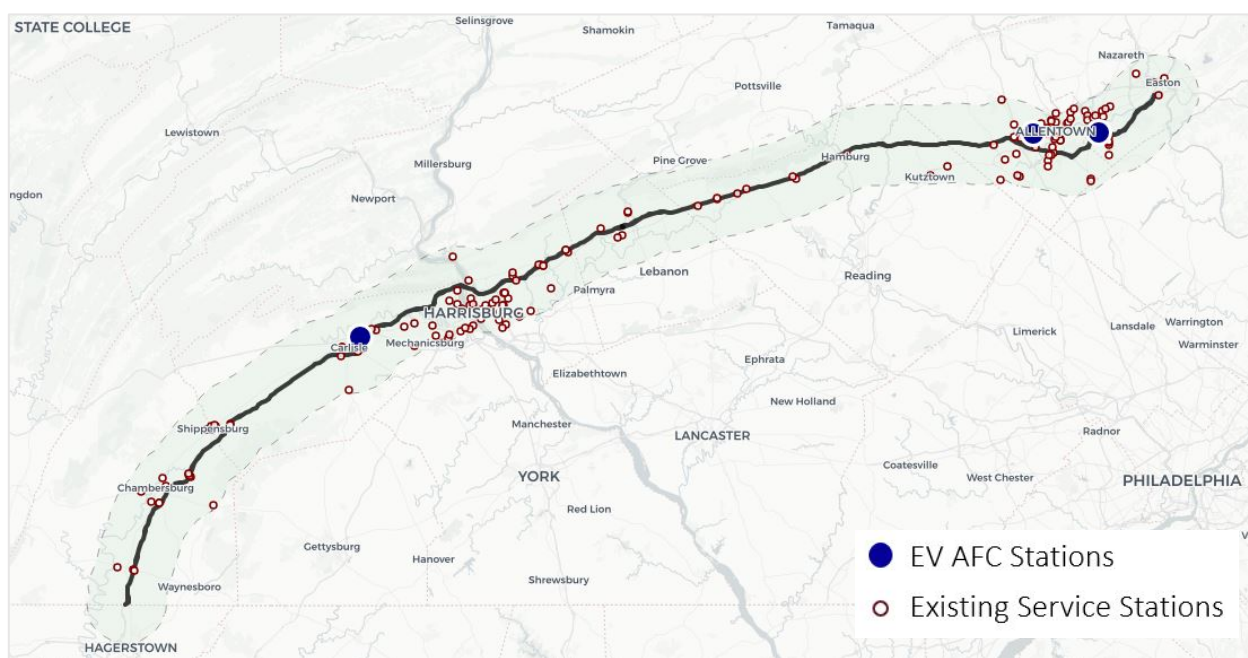 STATE COLLEGE
Selinsgrove
Shamokin
Tamaqua
Nazareth
Easton
Pottsville
Lewistown
ALLENTOWN
Millersburg
Pine Grove
Hamburg
Kutztown
ngdon
Newport
Lebanon
Reading
Palmyra
HARRISBURG
Limerick
Lansdale
Warrington
Warminster
Carlisle
Mechanicsburg
Elizabethtown
Ephrata
New Holland
Shippensburg
Manchester
LANCASTER
Radnor
Coatesville
West Chester
PHILADELPHIA
YORK
Chambersburg
Red Lion
Gettysburg
Hanover
Shrewsbury
Waynesboro
HAGERSTOWN
EV AFC Stations
Existing Service Stations